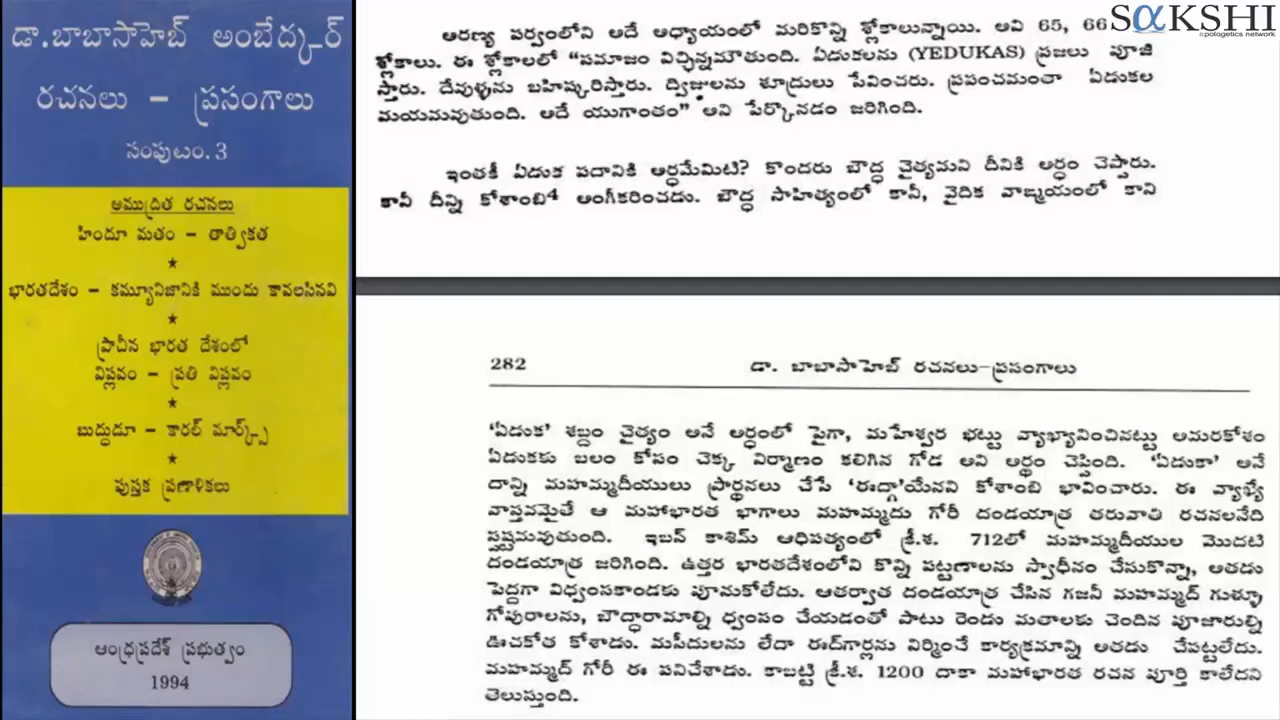 డా.బాబాసాహెబ్ అంబేద్కర్
రచనలు – ప్రసంగాలు
సంపుటం.3
అముద్రిత రచనలు
హిందూ మతం – తాత్వికత
★
భారతదేశం – కమ్యూనిజానికి ముందు కావలసినవి
★
ప్రాచీన భారత దేశంలో
విప్లవం – ప్రతి విప్లవం
★
బుద్ధుడూ – కారల్ మార్క్స్
★
పుస్తక ప్రణాళికలు
ఆంధ్రప్రదేశ్ ప్రభుత్వం
1994
SαKSHI
apologetics network
ఆరణ్య పర్వంలోని అదే అధ్యాయంలో మరికొన్ని శ్లోకాలున్నాయి. అవి 65, 66
శ్లోకాలు. ఈ శ్లోకాలలో “సమాజం విచ్ఛిన్నమౌతుంది. ఏడుకలను (YEDUKAS) ప్రజలు పూజి
స్తారు. దేవుళ్ళను బహిష్కరిస్తారు. ద్విజులను శూద్రులు సేవించరు. ప్రపంచమంతా ఏడుకల
మయమవుతుంది. అదే యుగాంతం” అని పేర్కొనడం జరిగింది.
ఇంతకీ ఏడుక పదానికి అర్ధమేమిటి? కొందరు బౌద్ధ చైత్యమని దీనికి అర్ధం చెప్తారు.
కానీ దీన్ని కోశాంబి4 అంగీకరించడు. బౌద్ధ సాహిత్యంలో కానీ, వైదిక వాఙ్మయంలో కాని
282 డా. బాబాసాహెబ్ రచనలు–ప్రసంగాలు
‘ఏడుక’ శబ్దం చైత్యం అనే అర్ధంలో పైగా, మహేశ్వర భట్టు వ్యాఖ్యానించినట్టు అమరకోశం
ఏడుకకు బలం కోసం చెక్క నిర్మాణం కలిగిన గోడ అని అర్థం చెప్తింది. ‘ఏడుకా’ అనే
దాన్ని మహమ్మదీయులు ప్రార్థనలు చేసే ‘ఈద్గా’యేనవి కోశాంబి భావించారు. ఈ వ్యాఖ్యే
వాస్తవమైతే ఆ మహాభారత భాగాలు మహమ్మదు గోరీ దండయాత్ర తరువాతి రచనలనేది
స్పష్టమవుతుంది. ఇబన్ కాశిమ్ ఆధిపత్యంలో క్రీ.శ. 712లో మహమ్మదీయుల మొదటి
దండయాత్ర జరిగింది. ఉత్తర భారతదేశంలోని కొన్ని పట్టణాలను స్వాధీనం చేసుకొన్నా, అతడు
పెద్దగా విధ్వంసకాండకు పూనుకోలేదు. ఆతర్వాత దండయాత్ర చేసిన గజనీ మహమ్మద్ గుళ్ళూ
గోపురాలను, బౌద్ధారామాల్ని ధ్వంసం చేయడంతో పాటు రెండు మతాలకు చెందిన పూజారుల్ని
ఊచకోత కోశాడు. మసీదులను లేదా ఈద్‌గార్లను నిర్మించే కార్యక్రమాన్ని అతడు చేపట్టలేదు.
మహమ్మద్ గోరీ ఈ పనిచేశాడు. కాబట్టి క్రీ.శ. 1200 దాకా మహాభారత రచన పూర్తి కాలేదని
తెలుస్తుంది.